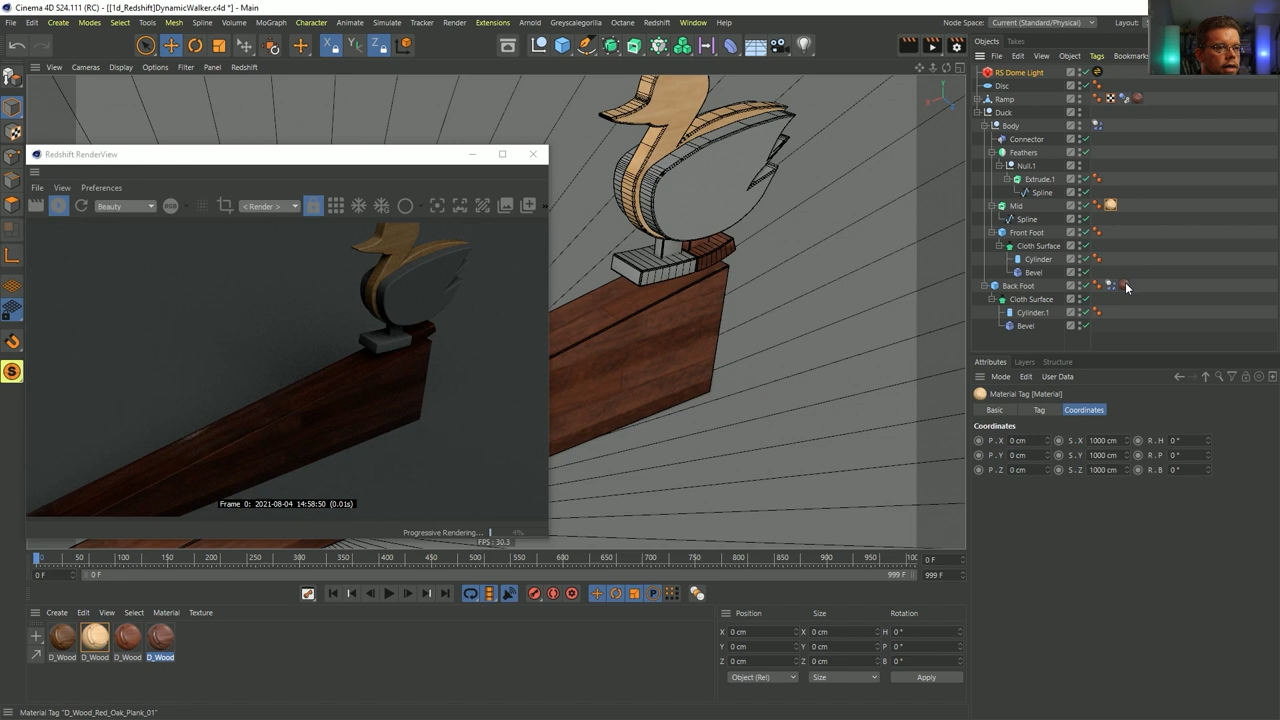 Cinema 4D S24.111 (RC) - [[1d_Redshift]DynamicWalker.c4d *] - Main
File Create Modes Select Tools Mesh Spline Volume MoGraph Character Animate Simulate Tracker Render Arnold Greyscalegorilla Octane Redshift Extensions Window Help
Node Space: Current (Standard/Physical) Layout:
View Cameras Display Options Filter Panel Redshift
Redshift RenderView
File View Preferences
Beauty RGB < Render >
Frame 0: 2021-08-04 14:58:50 (0.01s)
Progressive Rendering... 4%
FPS : 30.3
Objects Takes
File Edit View Object Tags Bookmarks
RS Dome Light
Disc
Ramp
Duck
Body
Connector
Feathers
Null.1
Extrude.1
Spline
Mid
Spline
Front Foot
Cloth Surface
Cylinder
Bevel
Back Foot
Cloth Surface
Cylinder.1
Bevel
Attributes Layers Structure
Mode Edit User Data
Material Tag [Material]
Basic Tag Coordinates
Coordinates
P . X 0 cm S . X 1000 cm R . H 0 °
P . Y 0 cm S . Y 1000 cm R . P 0 °
P . Z 0 cm S . Z 1000 cm R . B 0 °
0 50 100 150 200 250 300 350 400 450 500 550 600 650 700 750 800 850 900 950 100 0 F
0 F 0 F 999 F 999 F
Create Edit View Select Material Texture
D_Wood D_Wood D_Wood D_Wood
Position Size Rotation
X 0 cm X 0 cm H 0 °
Y 0 cm Y 0 cm P 0 °
Z 0 cm Z 0 cm B 0 °
Object (Rel) Size Apply
Material Tag "D_Wood_Red_Oak_Plank_01"